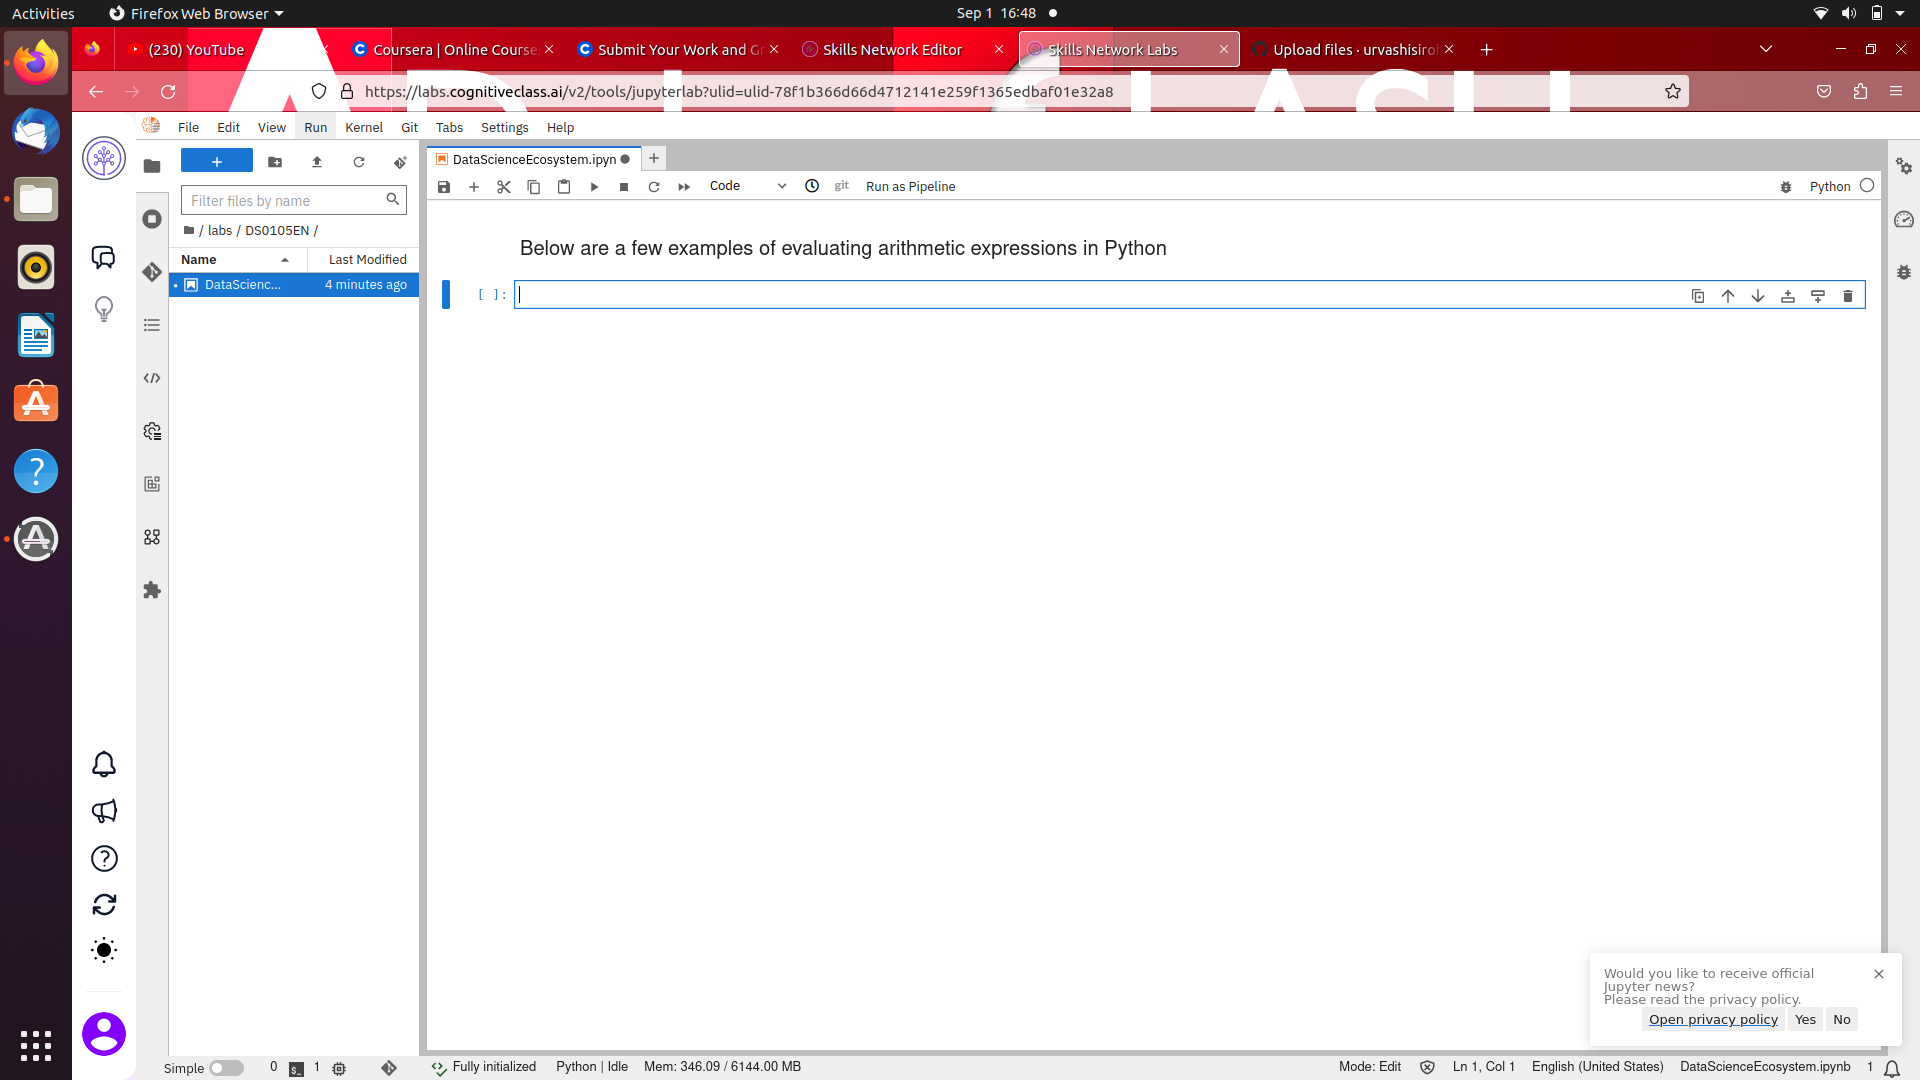 Activities
Firefox Web Browser
Sep 1 16:48
(230) YouTube
Coursera | Online Course
Submit Your Work and Gr
Skills Network Editor
Skills Network Labs
Upload files · urvashisiroh
https://labs.cognitiveclass.ai/v2/tools/jupyterlab?ulid=ulid-78f1b366d66d4712141e259f1365edbaf01e32a8
File Edit View Run Kernel Git Tabs Settings Help
DataScienceEcosystem.ipyn
Code
git
Run as Pipeline
Python
Filter files by name
/ labs / DS0105EN /
Name
Last Modified
DataScienc...
4 minutes ago
Below are a few examples of evaluating arithmetic expressions in Python
[ ]:
Would you like to receive official
Jupyter news?
Please read the privacy policy.
Open privacy policy
Yes
No
Simple
0
1
Fully initialized
Python | Idle
Mem: 346.09 / 6144.00 MB
Mode: Edit
Ln 1, Col 1
English (United States)
DataScienceEcosystem.ipynb
1